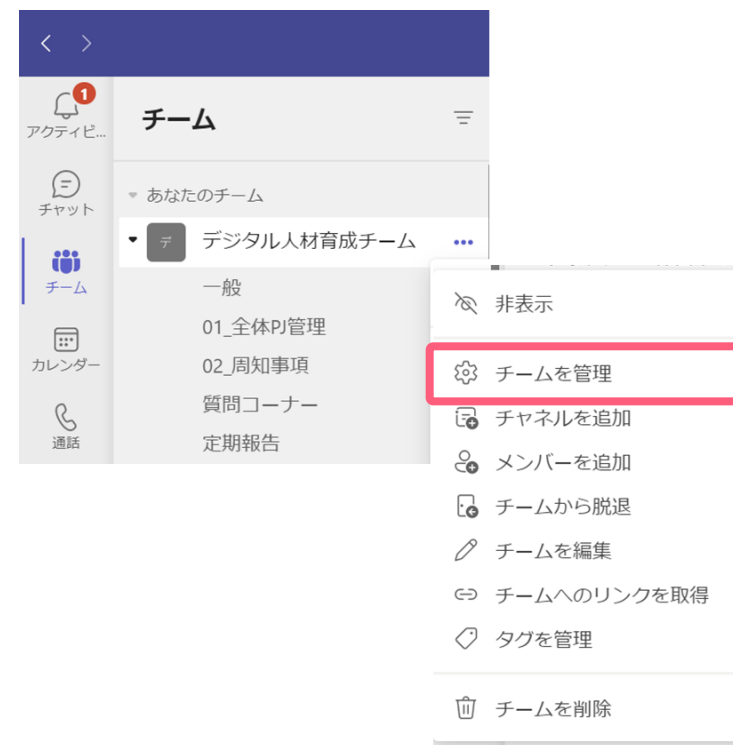 1
アクティビ...
チーム
チャット
あなたのチーム
デ
デジタル人材育成チーム
チーム
一般
01_全体PJ管理
カレンダー
02_周知事項
質問コーナー
通話
定期報告
非表示
チームを管理
チャネルを追加
メンバーを追加
チームから脱退
チームを編集
チームへのリンクを取得
タグを管理
チームを削除